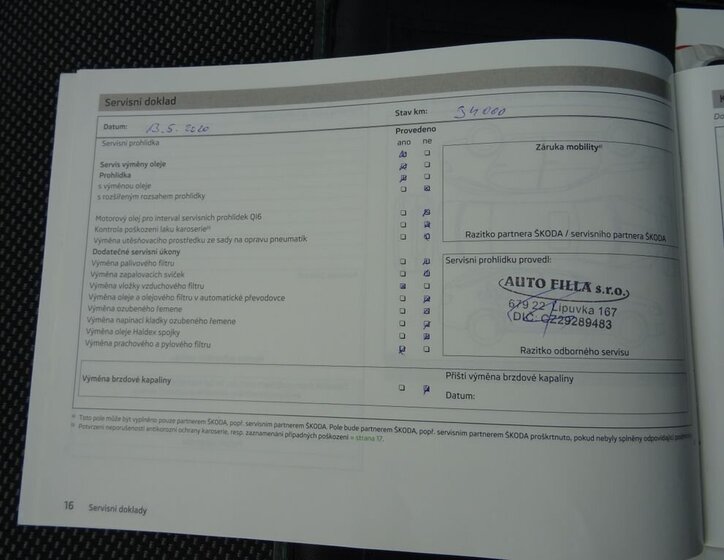 Servisní doklad
Datum: 13. 5. 2020
Stav km: 34 000
Servisní prohlídka
Provedeno
ano ne
Servis výměny oleje
Prohlídka
s výměnou oleje
s rozšířeným rozsahem prohlídky
Motorový olej pro interval servisních prohlídek QI6
Kontrola poškození laku karoserie
Výměna utěsňovacího prostředku ze sady na opravu pneumatik
Dodatečné servisní úkony
Výměna palivového filtru
Výměna zapalovacích svíček
Výměna vložky vzduchového filtru
Výměna oleje a olejového filtru v automatické převodovce
Výměna ozubeného řemene
Výměna napínací kladky ozubeného řemene
Výměna oleje Haldex spojky
Výměna prachového a pylového filtru
Záruka mobility
Razítko partnera ŠKODA / servisního partnera ŠKODA
Servisní prohlídku provedl:
AUTO FILLA s.r.o.
679 22 Lipůvka 167
DIČ: CZ29289483
Razítko odborného servisu
Výměna brzdové kapaliny
Příští výměna brzdové kapaliny
Datum:
Toto pole může být vyplněno pouze partnerem ŠKODA, popř. servisním partnerem ŠKODA. Pole bude partnerem ŠKODA, popř. servisním partnerem ŠKODA proškrtnuto, pokud nebyly splněny odpovídající
Potvrzení neporušenosti antikorozní ochrany karoserie, resp. zaznamenání případných poškození » strana 17.
16 Servisní doklady